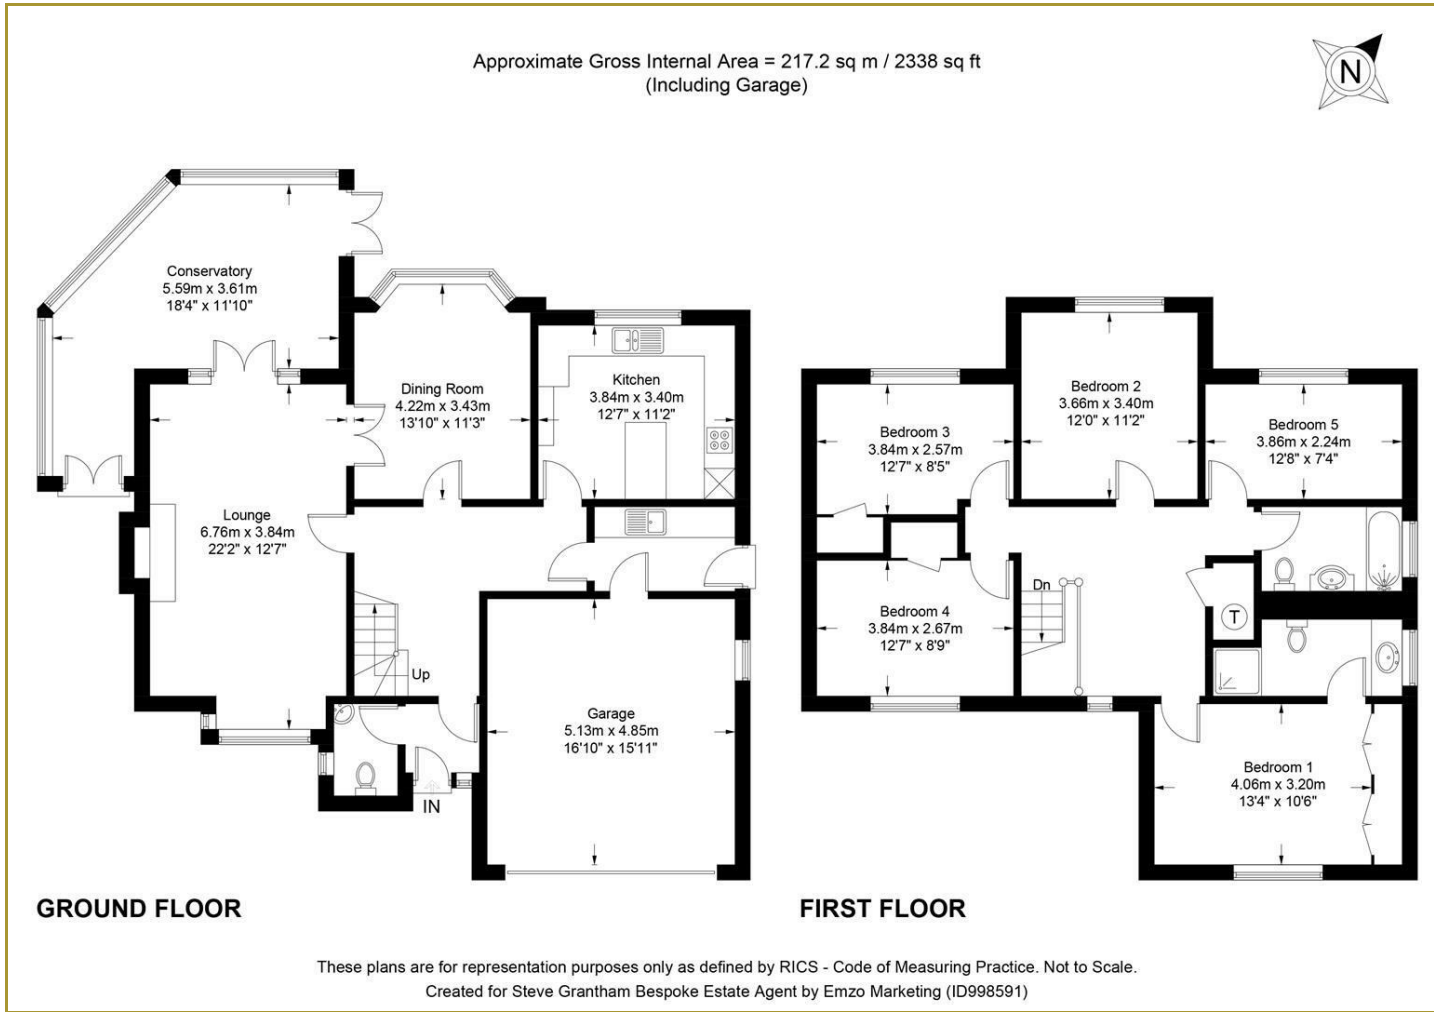 Approximate Gross Internal Area = 217.2 sq m / 2338 sq ft
(Including Garage)
N
Conservatory
5.59m x 3.61m
18'4" x 11'10"
Dining Room
4.22m x 3.43m
13'10" x 11'3"
Kitchen
3.84m x 3.40m
12'7" x 11'2"
Lounge
6.76m x 3.84m
22'2" x 12'7"
Up
Garage
5.13m x 4.85m
16'10" x 15'11"
IN
GROUND FLOOR
Bedroom 2
3.66m x 3.40m
12'0" x 11'2"
Bedroom 3
3.84m x 2.57m
12'7" x 8'5"
Bedroom 5
3.86m x 2.24m
12'8" x 7'4"
Dn
Bedroom 4
3.84m x 2.67m
12'7" x 8'9"
T
Bedroom 1
4.06m x 3.20m
13'4" x 10'6"
FIRST FLOOR
These plans are for representation purposes only as defined by RICS - Code of Measuring Practice. Not to Scale.
Created for Steve Grantham Bespoke Estate Agent by Emzo Marketing (ID998591)